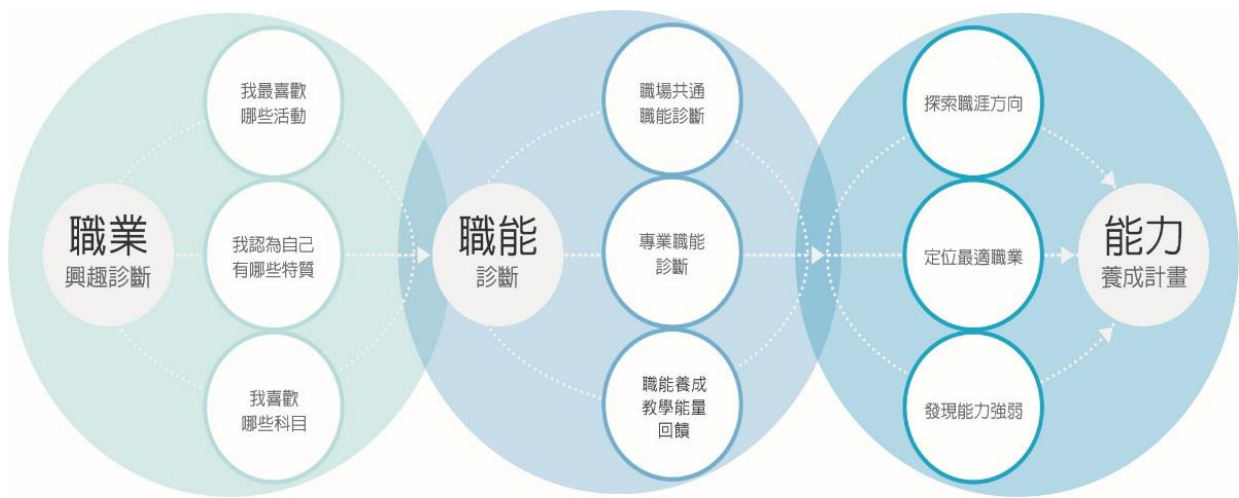 職業
興趣診斷
我最喜歡
哪些活動
我認為自己
有哪些特質
我喜歡
哪些科目
職能
診斷
職場共通
職能診斷
專業職能
診斷
職能養成
教學能量
回饋
探索職涯方向
定位最適職業
發現能力強弱
能力
養成計畫